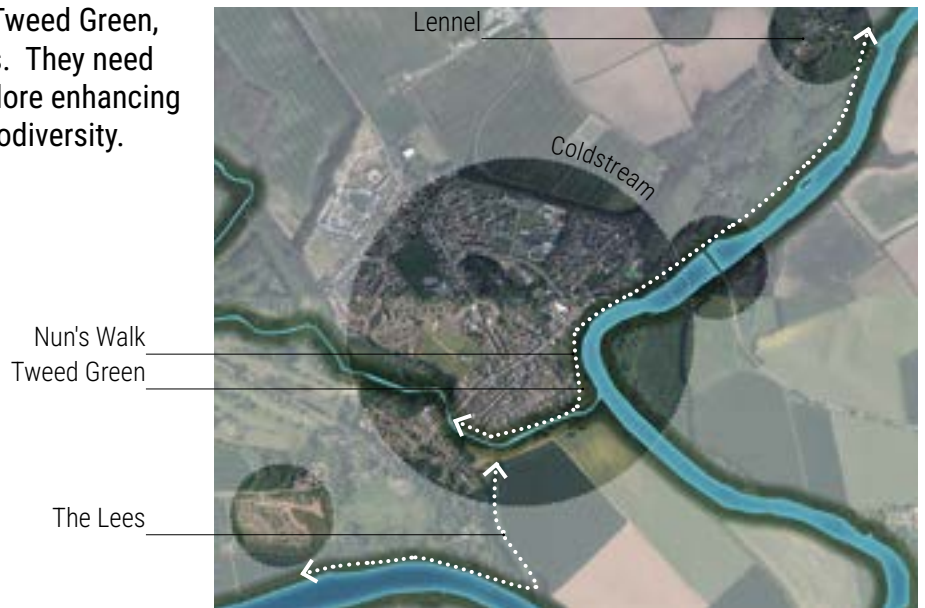 Tweed Green,
s. They need
lore enhancing
odiversity.
Lennel
Coldstream
Nun's Walk
Tweed Green
The Lees